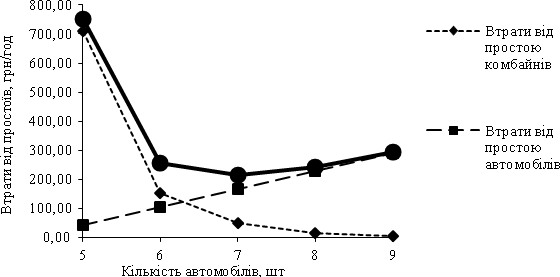 800,00
700,00
600,00
500,00
400,00
300,00
200,00
100,00
0,00
Втрати від простоїв, грн/год
5 6 7 8 9
Кількість автомобілів, шт
Втрати від
простою
комбайнів
Втрати від
простою
автомобілів